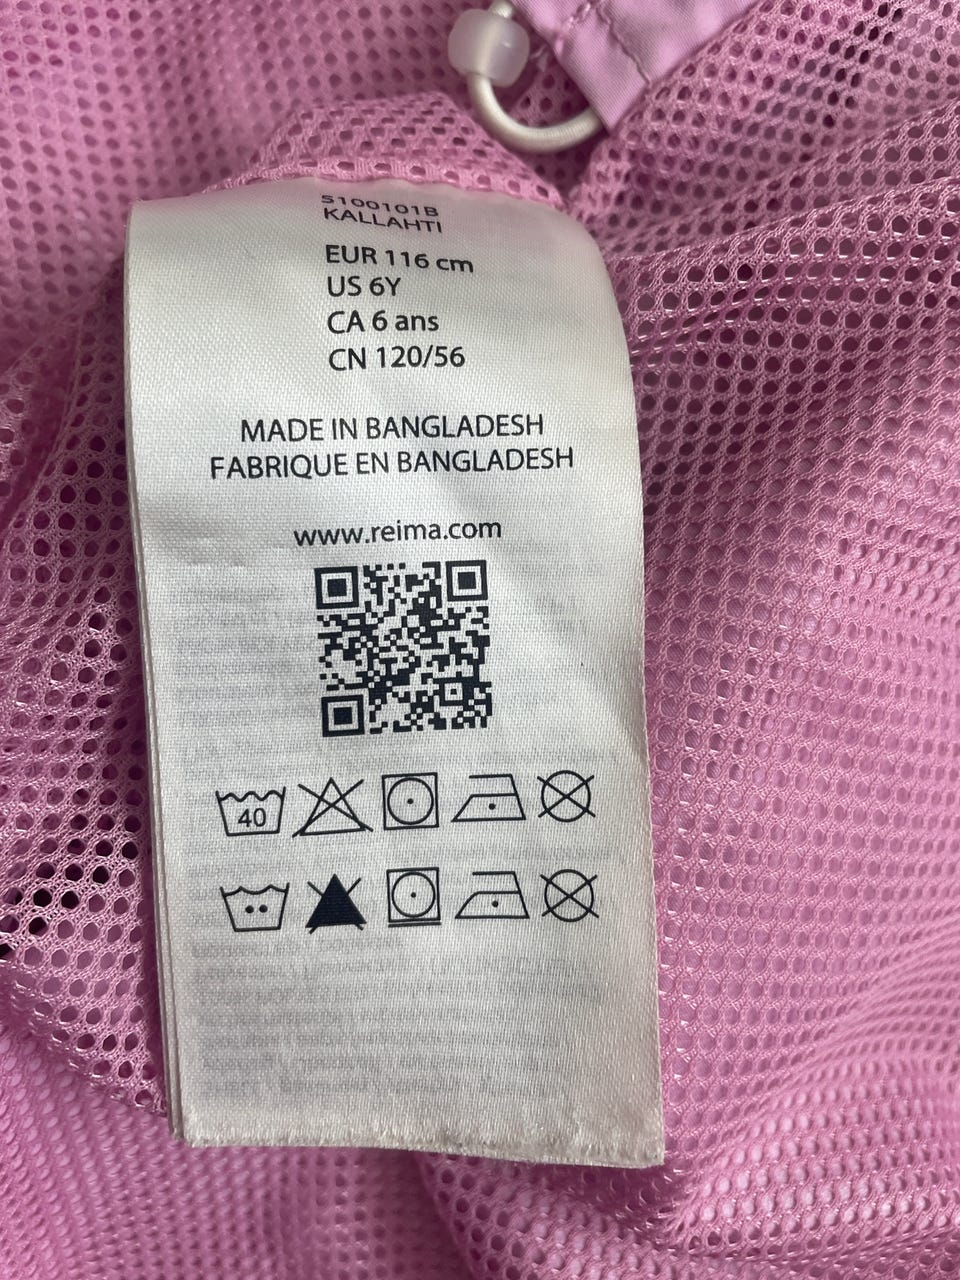 5100101B
KALLAHTI
EUR 116 cm
US 6Y
CA 6 ans
CN 120/56
MADE IN BANGLADESH
FABRIQUE EN BANGLADESH
www.reima.com
40